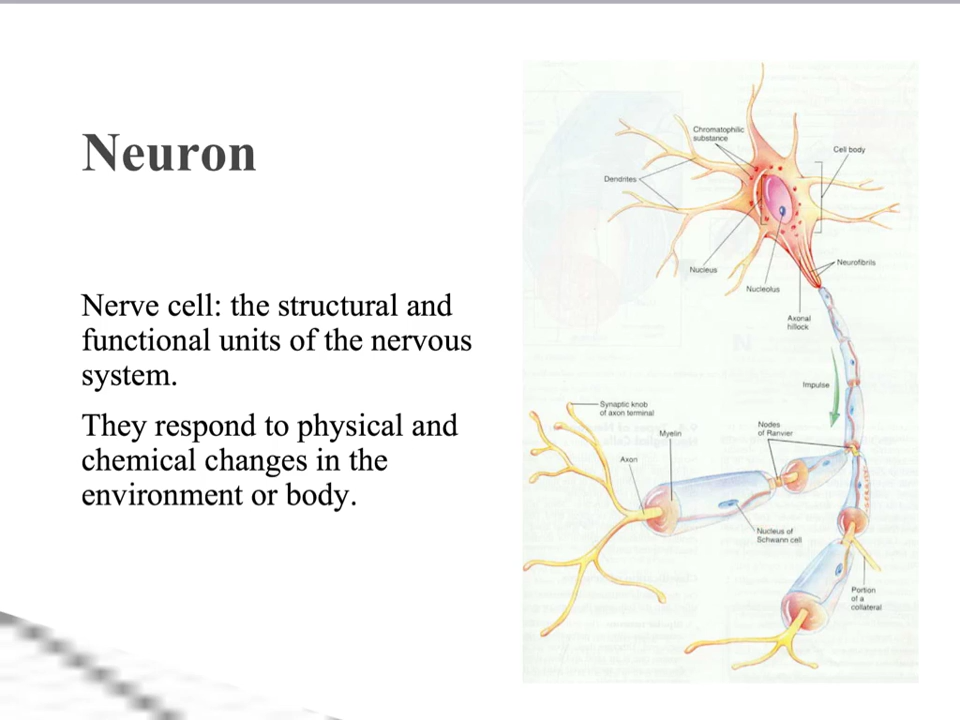 Neuron
Nerve cell: the structural and
functional units of the nervous
system.
They respond to physical and
chemical changes in the
environment or body.
Chromatophilic
substance
Cell body
Dendrites
Nucleus
Neurofibrils
Nucleolus
Axonal
hillock
Impulse
Synaptic knob
of axon terminal
Myelin
Nodes
of Ranvier
Axon
Nucleus of
Schwann cell
Portion
of a
collateral